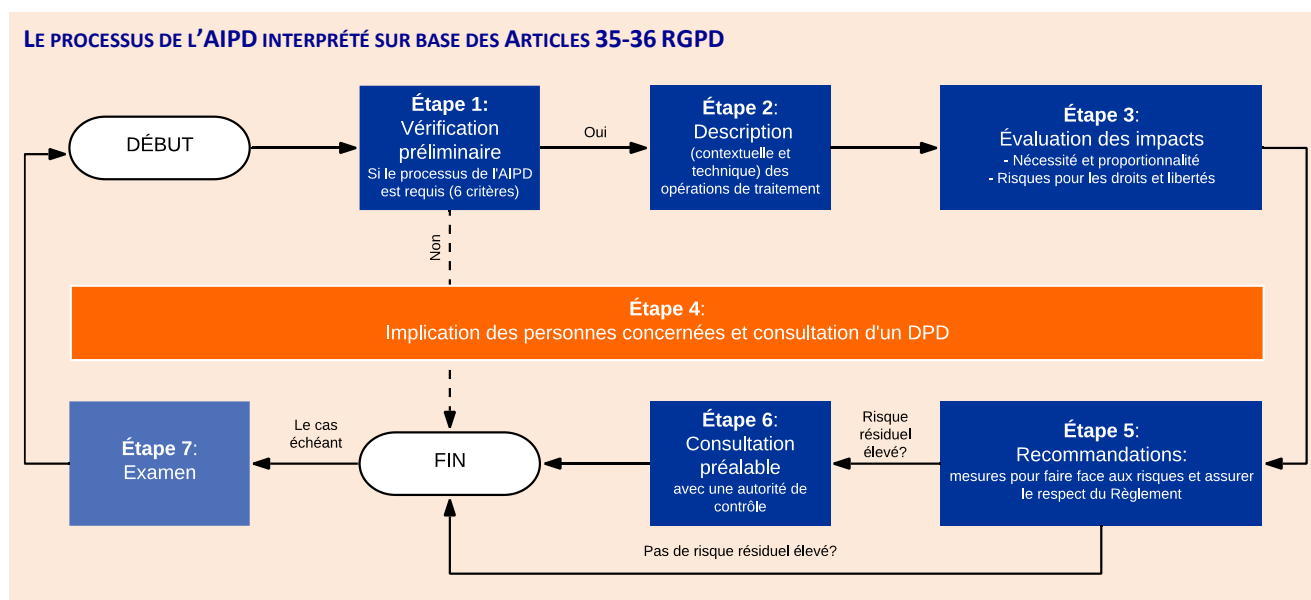 LE PROCESSUS DE L'AIPD INTERPRÉTÉ SUR BASE DES ARTICLES 35-36 RGPD
DÉBUT
Étape 1:
Vérification
préliminaire
Si le processus de l'AIPD
est requis (6 critères)
Oui
Étape 2:
Description
(contextuelle et
technique) des
opérations de traitement
Étape 3:
Évaluation des impacts
- Nécessité et proportionnalité
- Risques pour les droits et libertés
Non
Étape 4:
Implication des personnes concernées et consultation d'un DPD
Étape 7:
Examen
Le cas
échéant
FIN
Étape 6:
Consultation
préalable
avec une autorité de
contrôle
Risque
résiduel
élevé?
Étape 5:
Recommandations:
mesures pour faire face aux risques et assurer
le respect du Règlement
Pas de risque résiduel élevé?